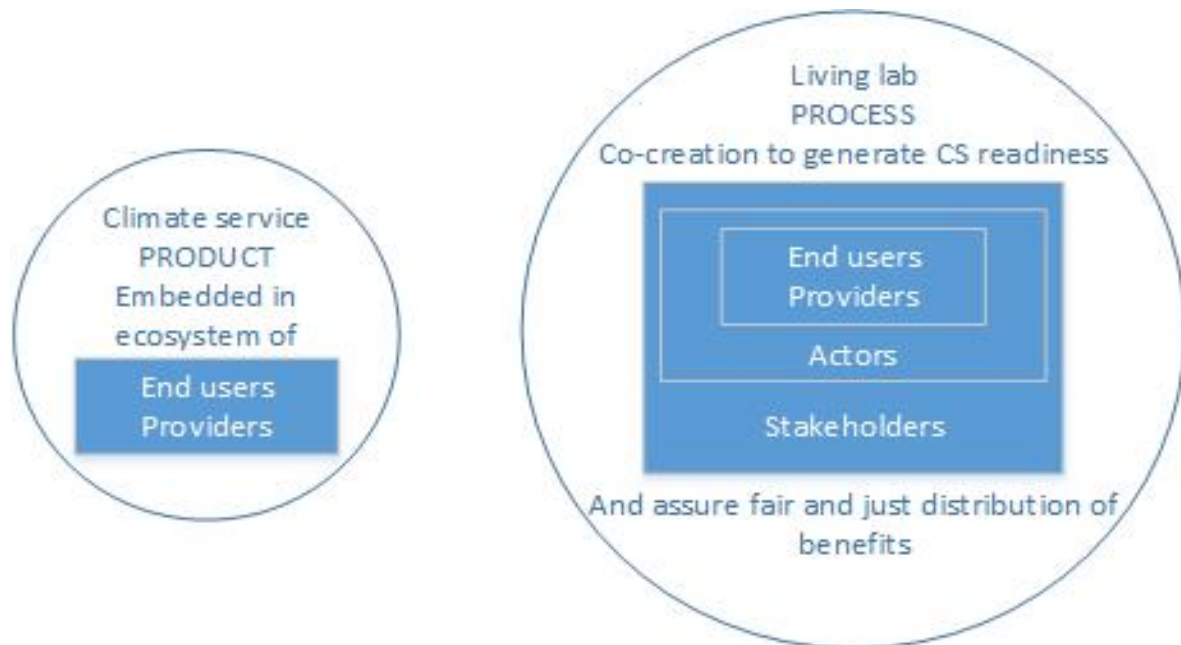 Climate service
PRODUCT
Embedded in
ecosystem of
End users
Providers
Living lab
PROCESS
Co-creation to generate CS readiness
End users
Providers
Actors
Stakeholders
And assure fair and just distribution of
benefits